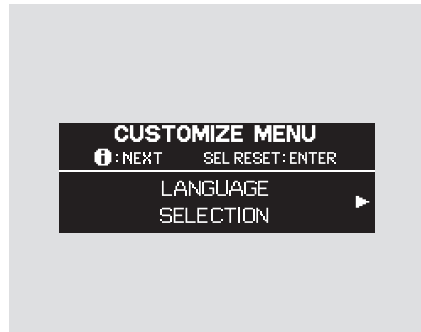 CUSTOMIZE MENU
i : NEXT SEL RESET : ENTER
LANGUAGE
SELECTION